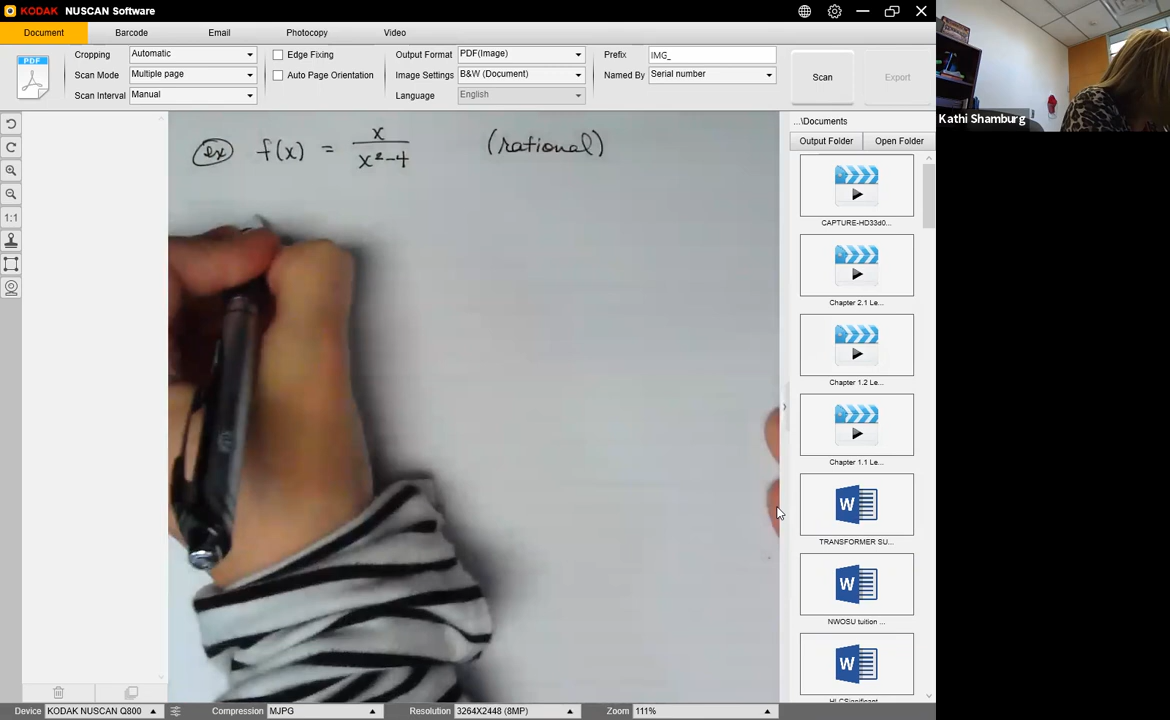 KODAK NUSCAN Software
Document Barcode Email Photocopy Video
Cropping Automatic Edge Fixing Output Format PDF(Image) Prefix IMG_
PDF Scan Mode Multiple page Auto Page Orientation Image Settings B&W (Document) Named By Serial number Scan Export
Scan Interval Manual Language English
...\Documents
Output Folder Open Folder
Kathi Shamburg
1:1
ex f(x) = x/(x²-4) (rational)
CAPTURE-HD33d0...
Chapter 2.1 Le...
Chapter 1.2 Le...
Chapter 1.1 Le...
W
TRANSFORMER SU...
W
NWOSU tuition ...
W
HLCSignificant
Device KODAK NUSCAN Q800 Compression MJPG Resolution 3264X2448 (8MP) Zoom 111%